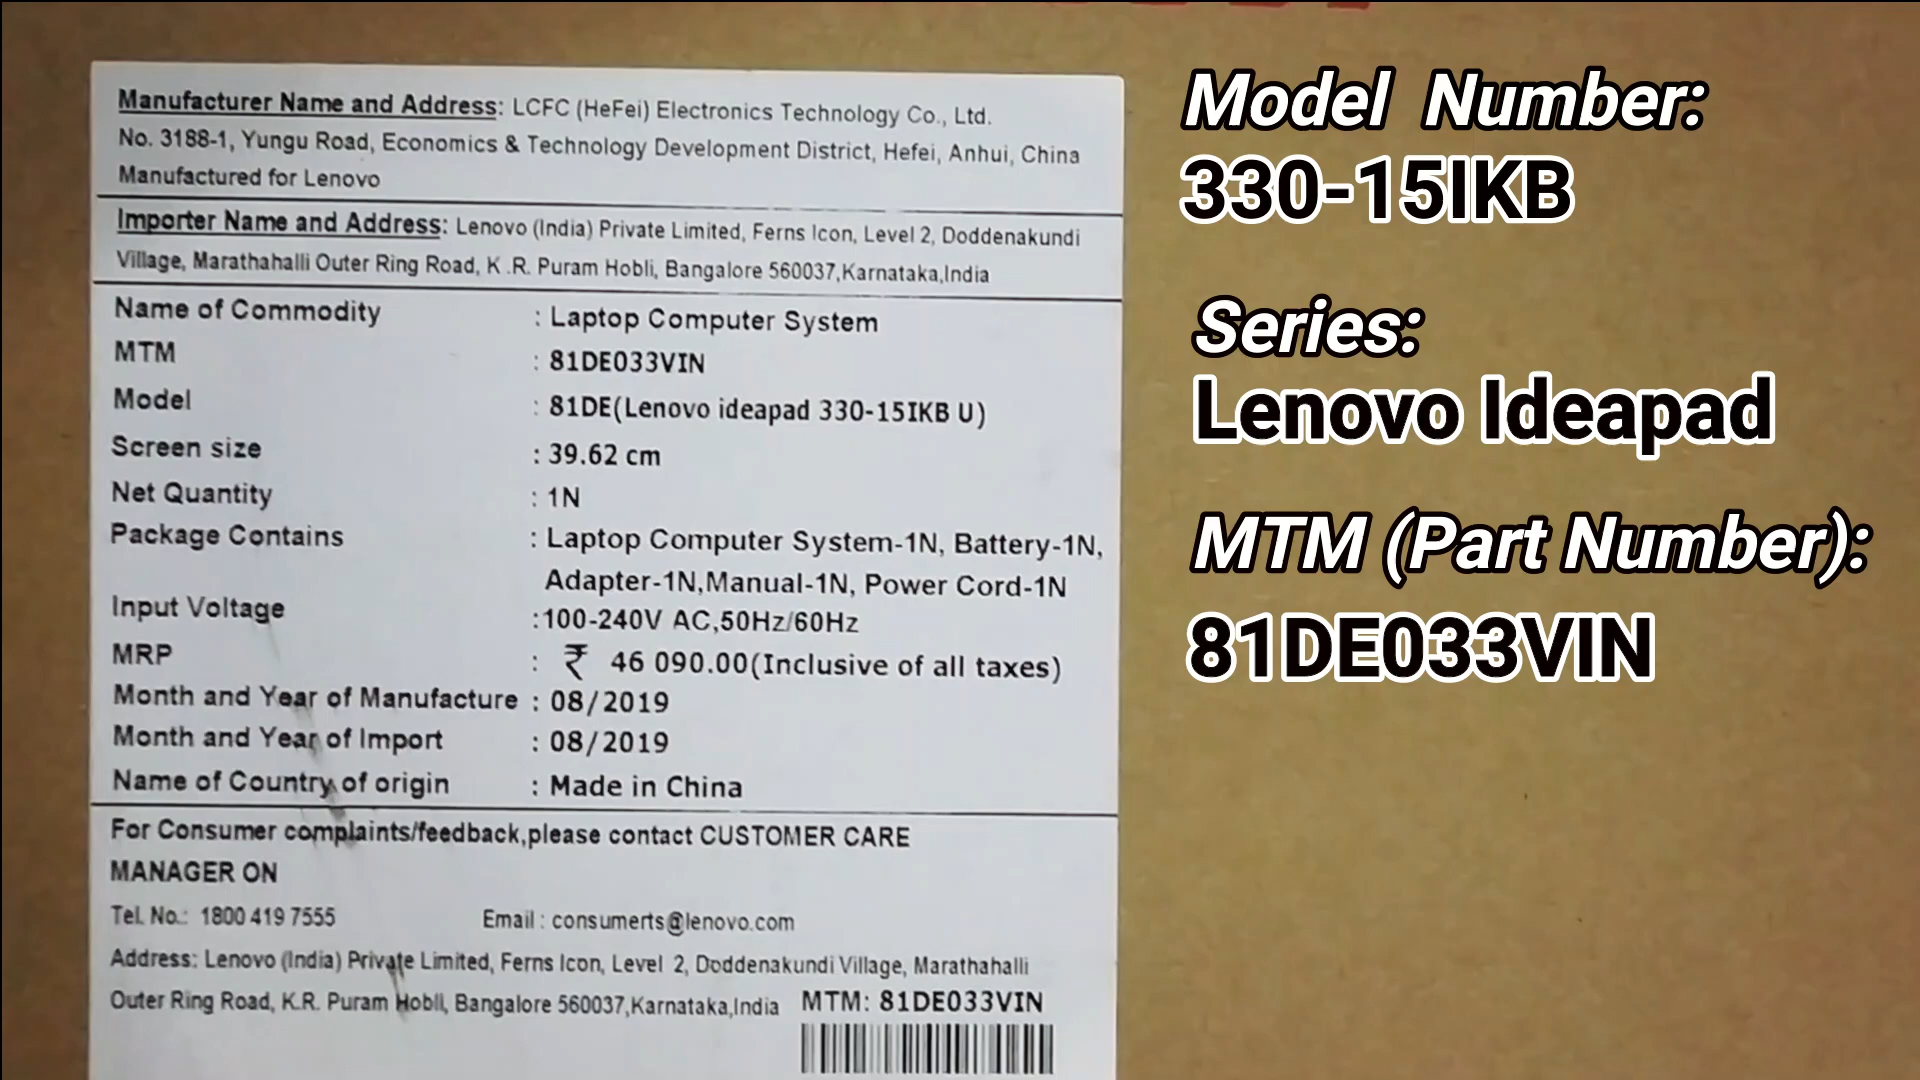 Manufacturer Name and Address: LCFC (HeFei) Electronics Technology Co., Ltd.
No. 3188-1, Yungu Road, Economics & Technology Development District, Hefei, Anhui, China
Manufactured for Lenovo
Importer Name and Address: Lenovo (India) Private Limited, Ferns Icon, Level 2, Doddenakundi
Village, Marathahalli Outer Ring Road, K .R. Puram Hobli, Bangalore 560037,Karnataka,India
Name of Commodity : Laptop Computer System
MTM : 81DE033VIN
Model : 81DE(Lenovo ideapad 330-15IKB U)
Screen size : 39.62 cm
Net Quantity : 1N
Package Contains : Laptop Computer System-1N, Battery-1N,
Adapter-1N,Manual-1N, Power Cord-1N
Input Voltage :100-240V AC,50Hz/60Hz
MRP : ₹ 46 090.00(Inclusive of all taxes)
Month and Year of Manufacture : 08/2019
Month and Year of Import : 08/2019
Name of Country of origin : Made in China
For Consumer complaints/feedback,please contact CUSTOMER CARE
MANAGER ON
Tel. No.: 1800 419 7555 Email : consumerts@lenovo.com
Address: Lenovo (India) Private Limited, Ferns Icon, Level 2, Doddenakundi Village, Marathahalli
Outer Ring Road, K.R. Puram Hobli, Bangalore 560037,Karnataka,India MTM: 81DE033VIN
Model Number:
330-15IKB
Series:
Lenovo Ideapad
MTM (Part Number):
81DE033VIN